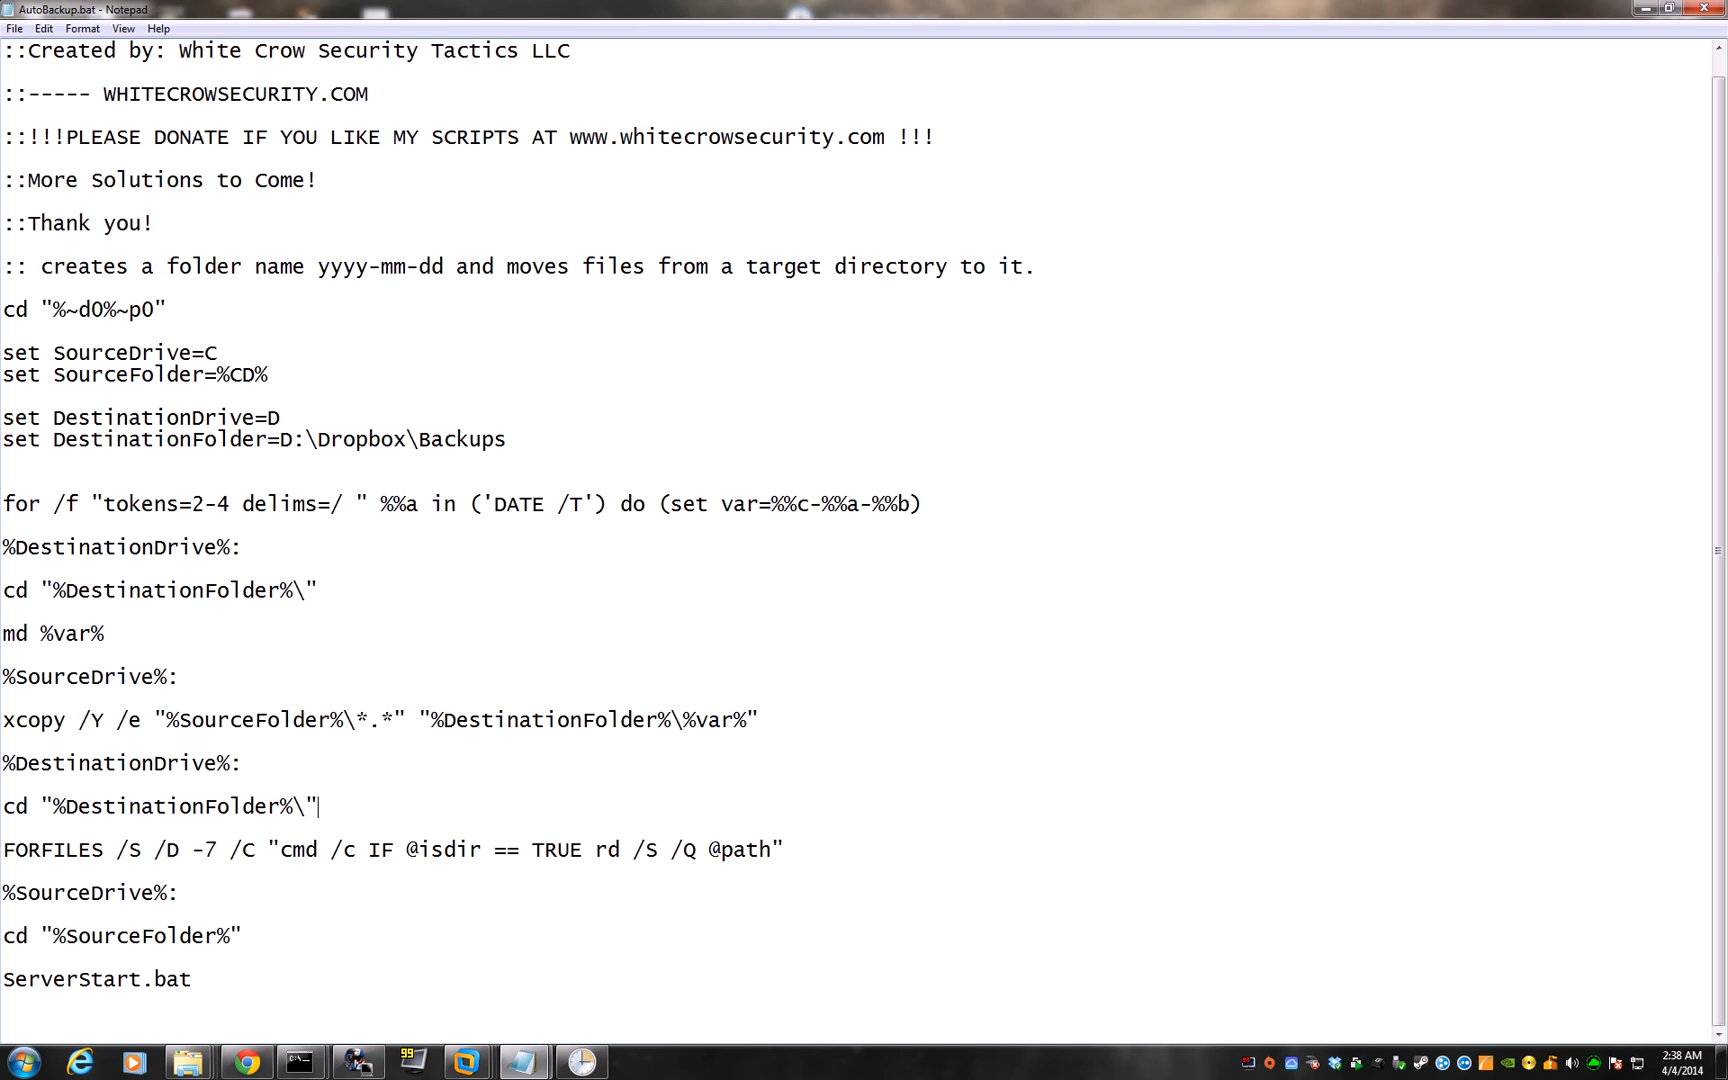 AutoBackup.bat - Notepad
File Edit Format View Help
::Created by: White Crow Security Tactics LLC
::----- WHITECROWSECURITY.COM
::!!!PLEASE DONATE IF YOU LIKE MY SCRIPTS AT www.whitecrowsecurity.com !!!
::More Solutions to Come!
::Thank you!
:: creates a folder name yyyy-mm-dd and moves files from a target directory to it.
cd "%~d0%~p0"
set SourceDrive=C
set SourceFolder=%CD%
set DestinationDrive=D
set DestinationFolder=D:\Dropbox\Backups
for /f "tokens=2-4 delims=/ " %%a in ('DATE /T') do (set var=%%c-%%a-%%b)
%DestinationDrive%:
cd "%DestinationFolder%\"
md %var%
%SourceDrive%:
xcopy /Y /e "%SourceFolder%\*.*" "%DestinationFolder%\%var%"
%DestinationDrive%:
cd "%DestinationFolder%\"
FORFILES /S /D -7 /C "cmd /c IF @isdir == TRUE rd /S /Q @path"
%SourceDrive%:
cd "%SourceFolder%"
ServerStart.bat
99
2:38 AM
4/4/2014